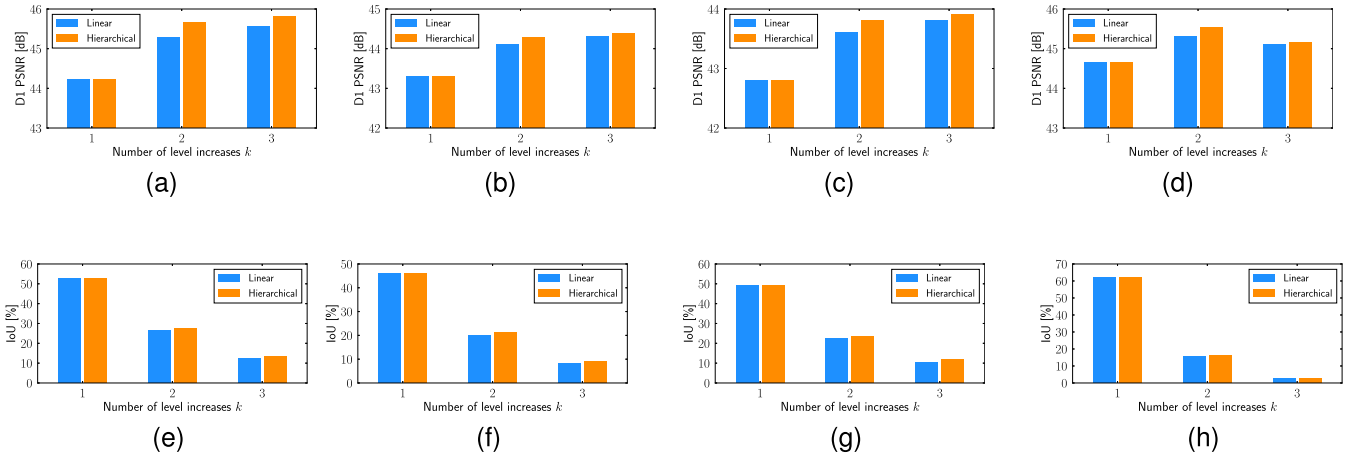 D1 PSNR [dB]
46
45
44
43
Linear
Hierarchical
1 2 3
Number of level increases k
(a)
D1 PSNR [dB]
45
44
43
42
Linear
Hierarchical
1 2 3
Number of level increases k
(b)
D1 PSNR [dB]
44
43
42
Linear
Hierarchical
1 2 3
Number of level increases k
(c)
D1 PSNR [dB]
46
45
44
43
Linear
Hierarchical
1 2 3
Number of level increases k
(d)
IoU [%]
60
50
40
30
20
10
0
Linear
Hierarchical
1 2 3
Number of level increases k
(e)
IoU [%]
50
40
30
20
10
0
Linear
Hierarchical
1 2 3
Number of level increases k
(f)
IoU [%]
60
50
40
30
20
10
0
Linear
Hierarchical
1 2 3
Number of level increases k
(g)
IoU [%]
70
60
50
40
30
20
10
0
Linear
Hierarchical
1 2 3
Number of level increases k
(h)